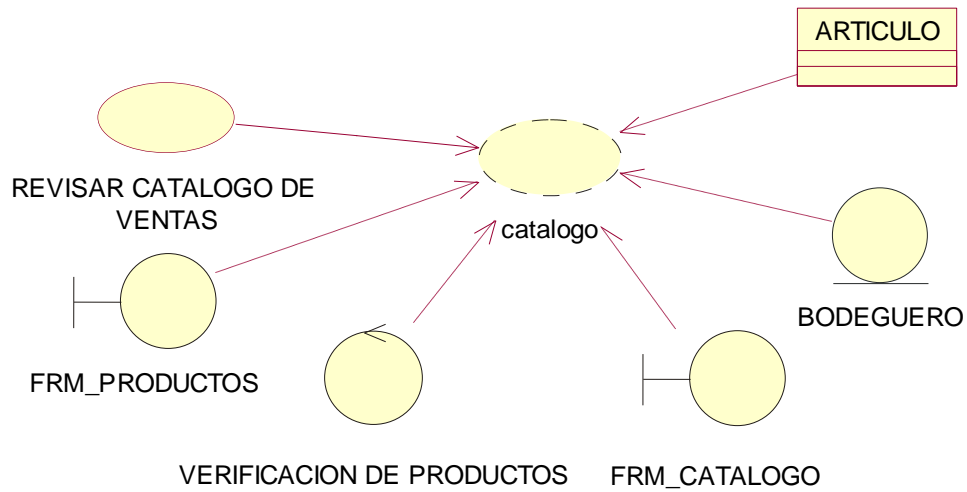 ARTICULO
REVISAR CATALOGO DE
VENTAS
catalogo
BODEGUERO
FRM_PRODUCTOS
VERIFICACION DE PRODUCTOS
FRM_CATALOGO